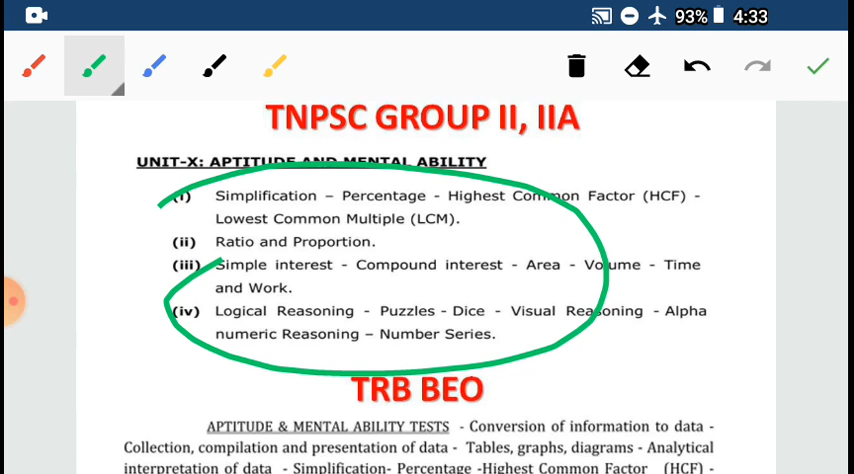 93% 4:33
TNPSC GROUP II, IIA
UNIT-X: APTITUDE AND MENTAL ABILITY
(i) Simplification – Percentage - Highest Common Factor (HCF) -
Lowest Common Multiple (LCM).
(ii) Ratio and Proportion.
(iii) Simple interest - Compound interest - Area - Volume - Time
and Work.
(iv) Logical Reasoning - Puzzles - Dice - Visual Reasoning - Alpha
numeric Reasoning – Number Series.
TRB BEO
APTITUDE & MENTAL ABILITY TESTS - Conversion of information to data -
Collection, compilation and presentation of data - Tables, graphs, diagrams - Analytical
interpretation of data - Simplification- Percentage -Highest Common Factor (HCF) -